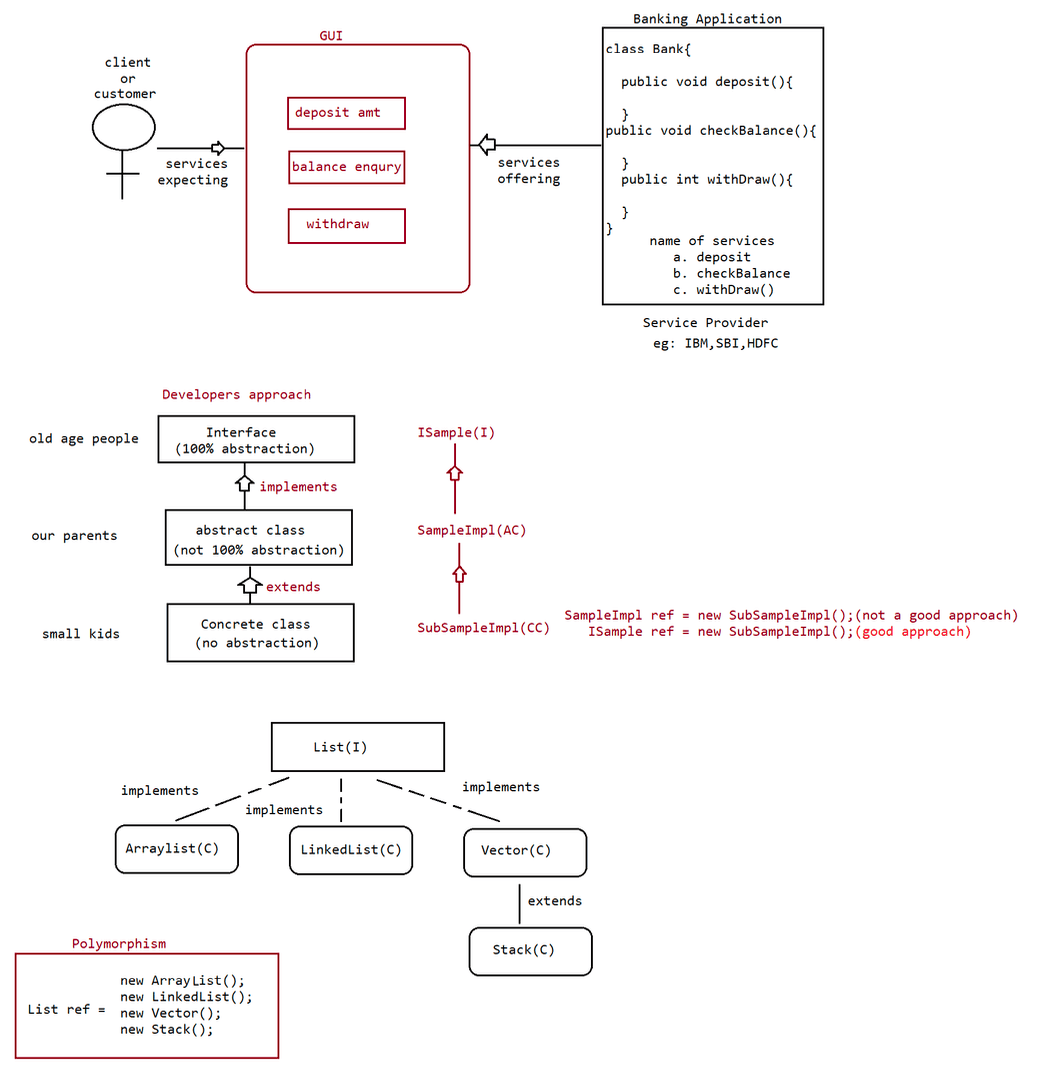 GUI
client
or
customer
services
expecting
deposit amt
balance enqury
withdraw
services
offering
Banking Application
class Bank{
public void deposit(){
}
public void checkBalance(){
}
public int withDraw(){
}
}
name of services
a. deposit
b. checkBalance
c. withDraw()
Service Provider
eg: IBM,SBI,HDFC
Developers approach
old age people
Interface
(100% abstraction)
implements
our parents
abstract class
(not 100% abstraction)
extends
small kids
Concrete class
(no abstraction)
ISample(I)
SampleImpl(AC)
SubSampleImpl(CC)
SampleImpl ref = new SubSampleImpl();(not a good approach)
ISample ref = new SubSampleImpl();(good approach)
List(I)
implements
implements
implements
Arraylist(C)
LinkedList(C)
Vector(C)
extends
Stack(C)
Polymorphism
List ref =
new ArrayList();
new LinkedList();
new Vector();
new Stack();